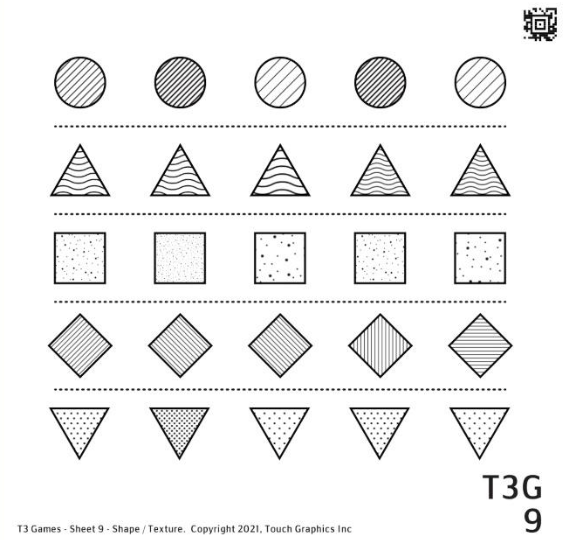 T3G
9
T3 Games - Sheet 9 - Shape / Texture. Copyright 2021, Touch Graphics Inc